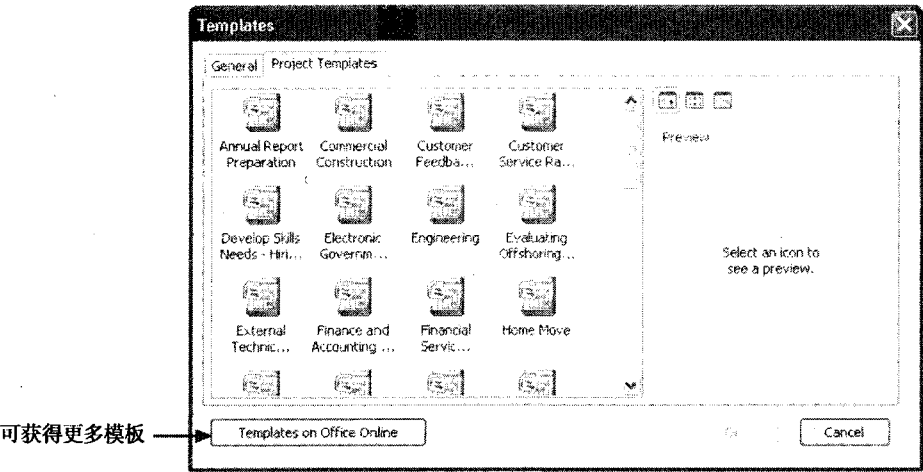 Templates
General Project Templates
Preview
Annual Report Preparation
Commercial Construction
Customer Feedba...
Customer Service Ra...
Develop Skills Needs - Hiri...
Electronic Governm...
Engineering
Evaluating Offshoring...
External Technic...
Finance and Accounting ...
Financial Servic...
Home Move
Select an icon to
see a preview.
可获得更多模板
Templates on Office Online
Cancel